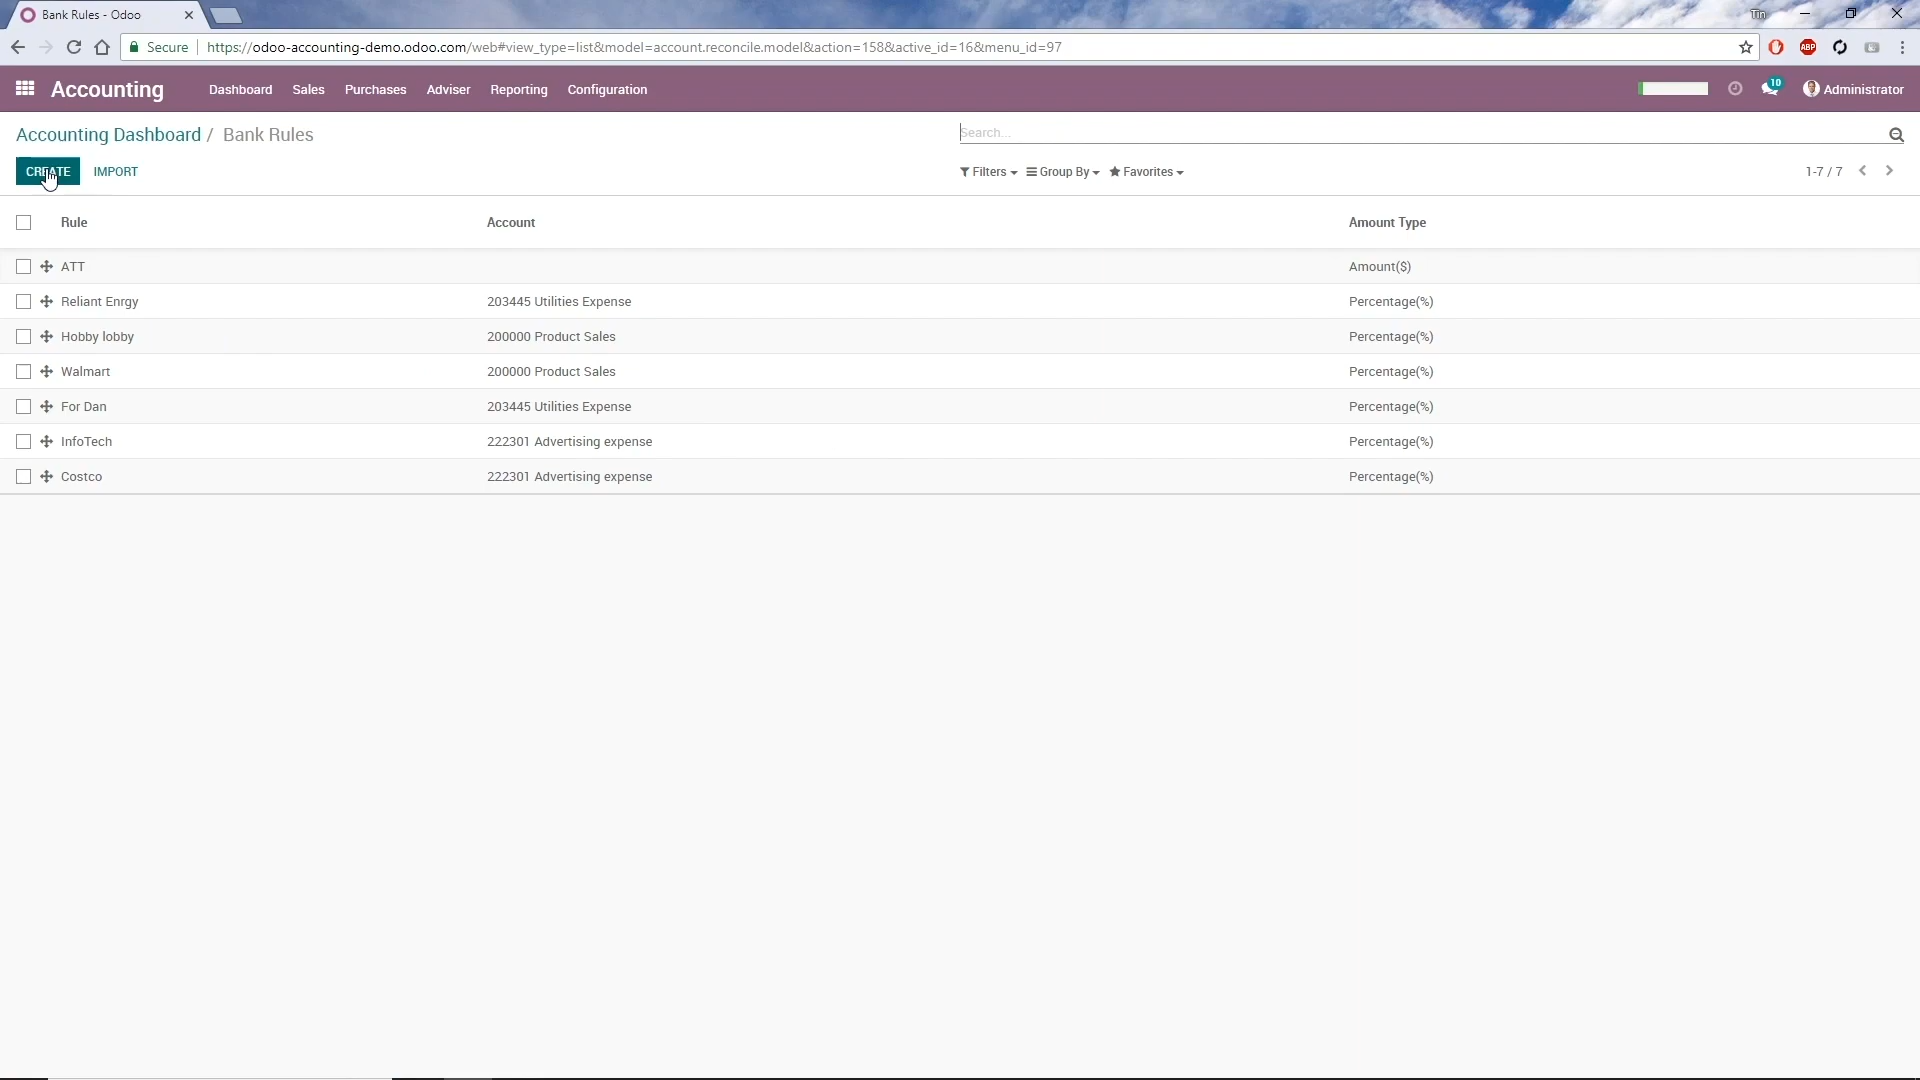 Bank Rules - Odoo
Tin
Secure https://odoo-accounting-demo.odoo.com/web#view_type=list&model=account.reconcile.model&action=158&active_id=16&menu_id=97
ABP
Accounting Dashboard Sales Purchases Adviser Reporting Configuration 10 Administrator
Accounting Dashboard / Bank Rules
Search...
CREATE IMPORT Filters Group By Favorites 1-7 / 7
Rule Account Amount Type
ATT Amount($)
Reliant Enrgy 203445 Utilities Expense Percentage(%)
Hobby lobby 200000 Product Sales Percentage(%)
Walmart 200000 Product Sales Percentage(%)
For Dan 203445 Utilities Expense Percentage(%)
InfoTech 222301 Advertising expense Percentage(%)
Costco 222301 Advertising expense Percentage(%)